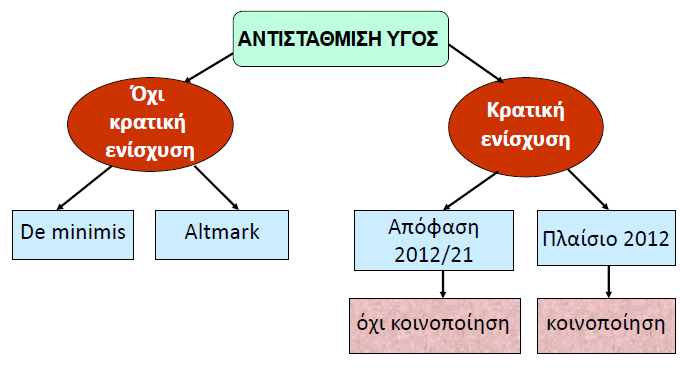 ΑΝΤΙΣΤΑΘΜΙΣΗ ΥΓΟΣ
Όχι
κρατική
ενίσχυση
Κρατική
ενίσχυση
De minimis
Altmark
Απόφαση
2012/21
Πλαίσιο 2012
όχι κοινοποίηση
κοινοποίηση